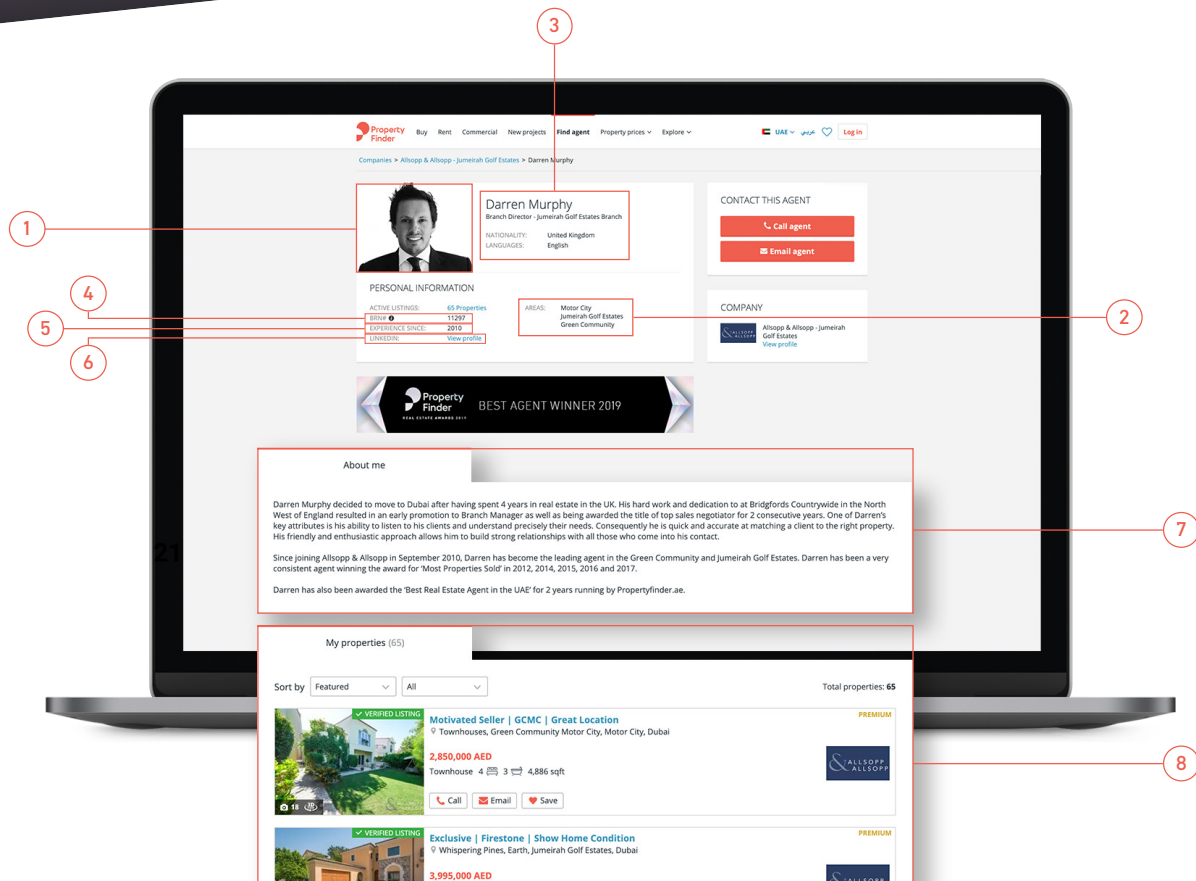 3
Property
Finder
Buy Rent Commercial New projects Find agent Property prices Explore
UAE عربي Log in
Companies > Allsopp & Allsopp - Jumeirah Golf Estates > Darren Murphy
1
Darren Murphy
Branch Director - Jumeirah Golf Estates Branch
NATIONALITY: United Kingdom
LANGUAGES: English
CONTACT THIS AGENT
Call agent
Email agent
PERSONAL INFORMATION
4
5
6
ACTIVE LISTINGS: 65 Properties
BRN# 11297
EXPERIENCE SINCE: 2010
LINKEDIN: View profile
AREAS: Motor City
Jumeirah Golf Estates
Green Community
2
COMPANY
ALLSOPP
& ALLSOPP
Allsopp & Allsopp - Jumeirah
Golf Estates
View profile
Property
Finder
REAL ESTATE AWARDS 2019
BEST AGENT WINNER 2019
About me
Darren Murphy decided to move to Dubai after having spent 4 years in real estate in the UK. His hard work and dedication to at Bridgfords Countrywide in the North
West of England resulted in an early promotion to Branch Manager as well as being awarded the title of top sales negotiator for 2 consecutive years. One of Darren's
key attributes is his ability to listen to his clients and understand precisely their needs. Consequently he is quick and accurate at matching a client to the right property.
His friendly and enthusiastic approach allows him to build strong relationships with all those who come into his contact.
7
21
Since joining Allsopp & Allsopp in September 2010, Darren has become the leading agent in the Green Community and Jumeirah Golf Estates. Darren has been a very
consistent agent winning the award for 'Most Properties Sold' in 2012, 2014, 2015, 2016 and 2017.
Darren has also been awarded the 'Best Real Estate Agent in the UAE' for 2 years running by Propertyfinder.ae.
My properties (65)
Sort by Featured All
Total properties: 65
VERIFIED LISTING
Motivated Seller | GCMC | Great Location
PREMIUM
Townhouses, Green Community Motor City, Motor City, Dubai
2,850,000 AED
Townhouse 4 3 4,886 sqft
ALLSOPP
& ALLSOPP
8
18 3D
Call Email Save
VERIFIED LISTING
Exclusive | Firestone | Show Home Condition
PREMIUM
Whispering Pines, Earth, Jumeirah Golf Estates, Dubai
3,995,000 AED
ALLSOPP